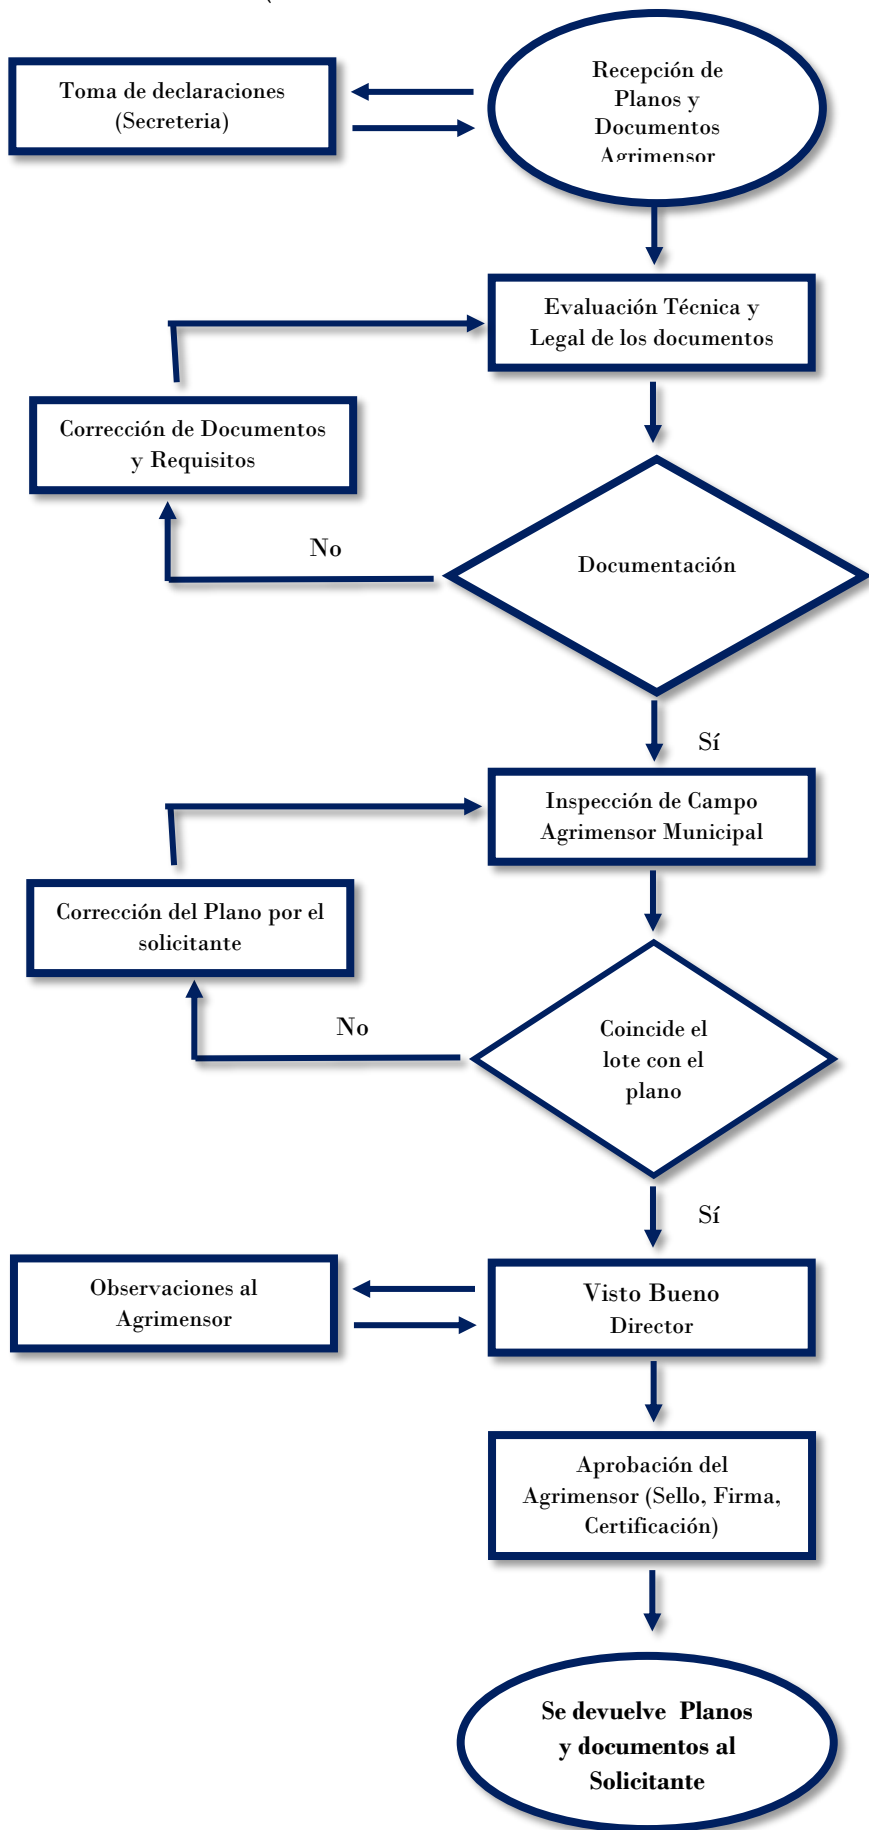 Toma de declaraciones
(Secreteria)
Recepción de
Planos y
Documentos
Agrimensor
Evaluación Técnica y
Legal de los documentos
Corrección de Documentos
y Requisitos
No
Documentación
Sí
Inspección de Campo
Agrimensor Municipal
Corrección del Plano por el
solicitante
No
Coincide el
lote con el
plano
Sí
Observaciones al
Agrimensor
Visto Bueno
Director
Aprobación del
Agrimensor (Sello, Firma,
Certificación)
Se devuelve Planos
y documentos al
Solicitante